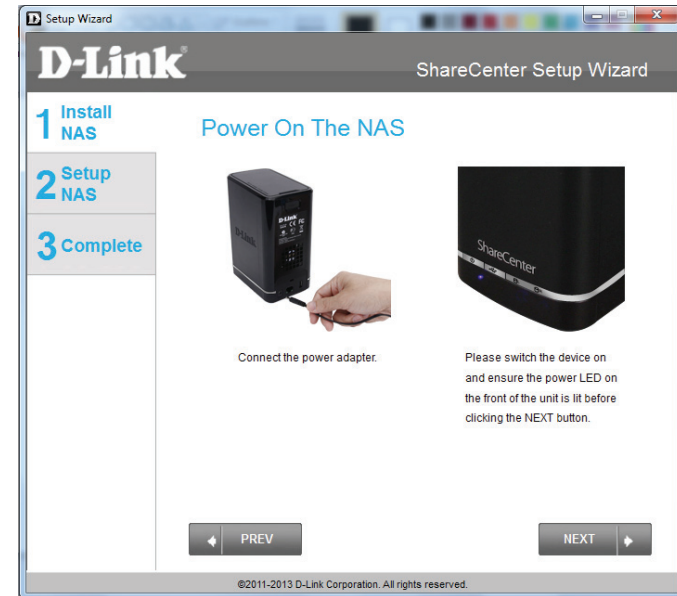 Setup Wizard
D-Link
ShareCenter Setup Wizard
1 Install
NAS
2 Setup
NAS
3 Complete
Power On The NAS
D-Link
D-Link
ShareCenter
Connect the power adapter.
Please switch the device on
and ensure the power LED on
the front of the unit is lit before
clicking the NEXT button.
PREV
NEXT
©2011-2013 D-Link Corporation. All rights reserved.